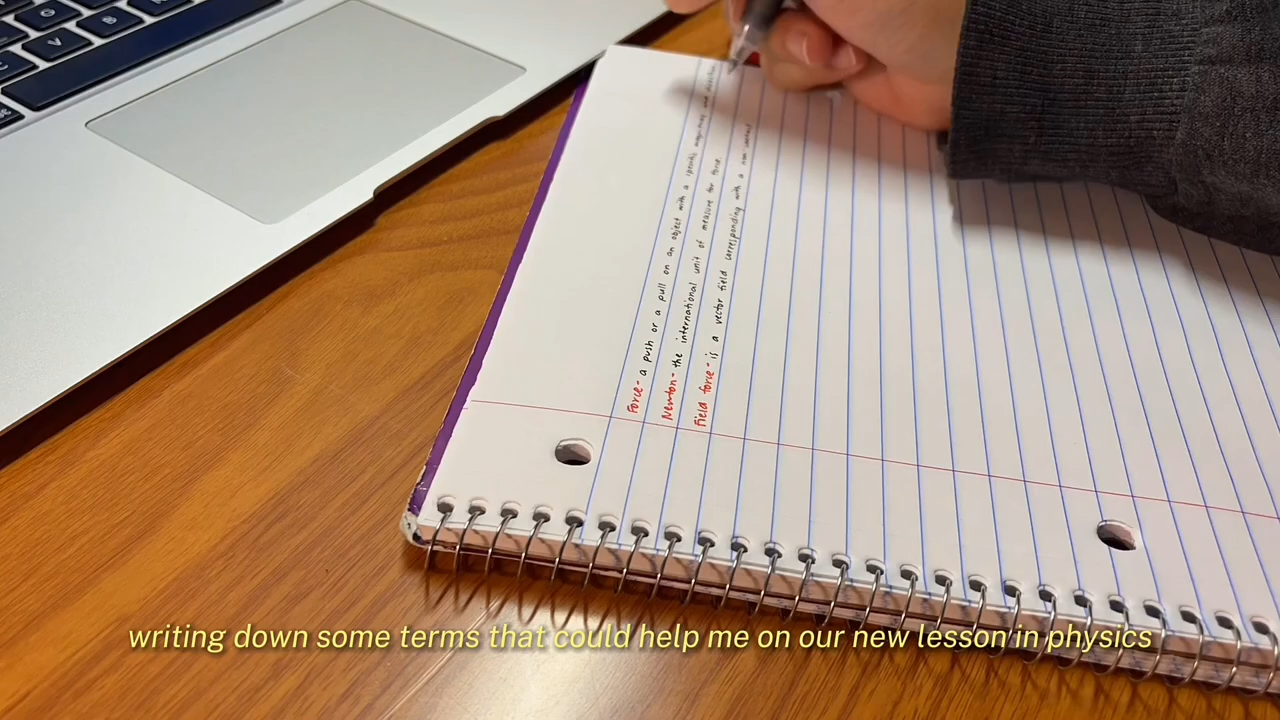 Force- a push or a pull on an object with a specific magnitude and direction
Newton- the international unit of measure for force.
Field force- is a vector field corresponding with a non-contact
writing down some terms that could help me on our new lesson in physics
C
V
B